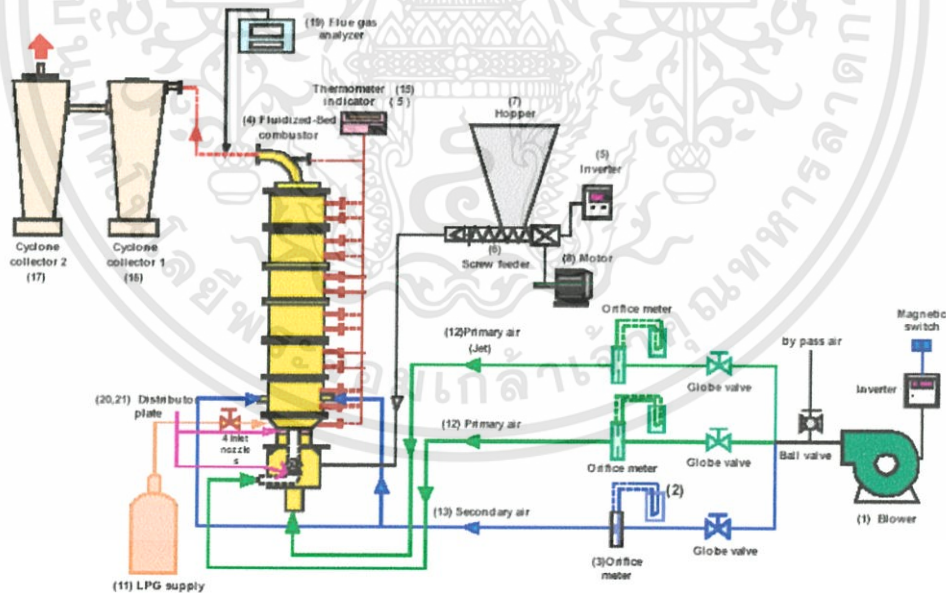 (19) Flue gas
analyzer
Thermometer (15)
indicator (5)
(4) Fluidized-Bed
combustor
(7)
Hopper
(5)
Inverter
(6)
Screw feeder
(8) Motor
Cyclone
collector 2
(17)
Cyclone
collector 1
(16)
Orifice meter
(12)Primary air
(Jet)
Globe valve
by pass air
Magnetic
switch
Inverter
(20,21) Distributo
plate
4 inlet
nozzle
s
(12) Primary air
Orifice meter
Globe valve
Ball valve
(1) Blower
(2)
(13) Secondary air
(3)Orifice
meter
Globe valve
(11) LPG supply